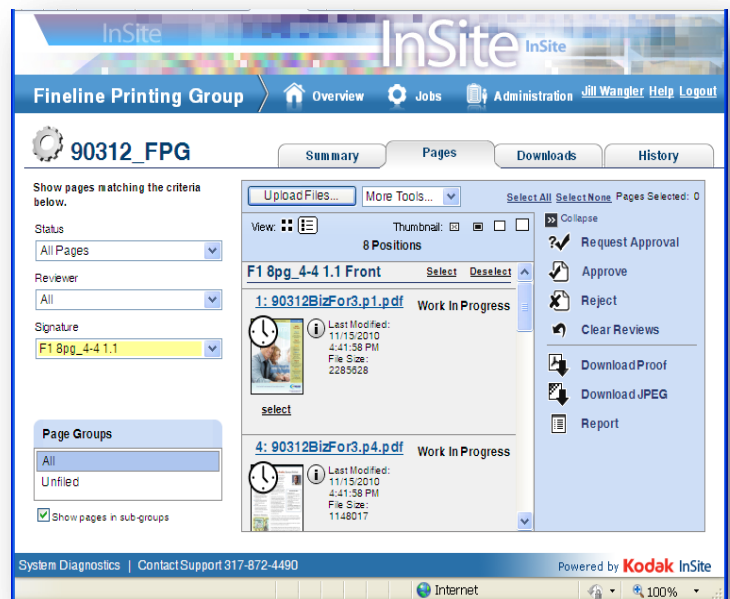 InSite
InSite
InSite
Fineline Printing Group
Overview
Jobs
Administration
Jill Wangler Help Logout
90312_FPG
Summary
Pages
Downloads
History
Show pages matching the criteria
below.
Status
All Pages
Reviewer
All
Signature
F1 8pg_4-4 1.1
Page Groups
All
Unfiled
Show pages in sub-groups
Upload Files...
More Tools...
Select All Select None Pages Selected: 0
View:
Thumbnail:
8 Positions
F1 8pg_4-4 1.1 Front
Select
Deselect
1: 90312BizFor3.p1.pdf
Work In Progress
Last Modified:
11/15/2010
4:41:58 PM
File Size:
2285628
select
4: 90312BizFor3.p4.pdf
Work In Progress
Last Modified:
11/15/2010
4:41:58 PM
File Size:
1148017
Collapse
Request Approval
Approve
Reject
Clear Reviews
Download Proof
Download JPEG
Report
System Diagnostics | Contact Support 317-872-4490
Powered by Kodak InSite
Internet
100%